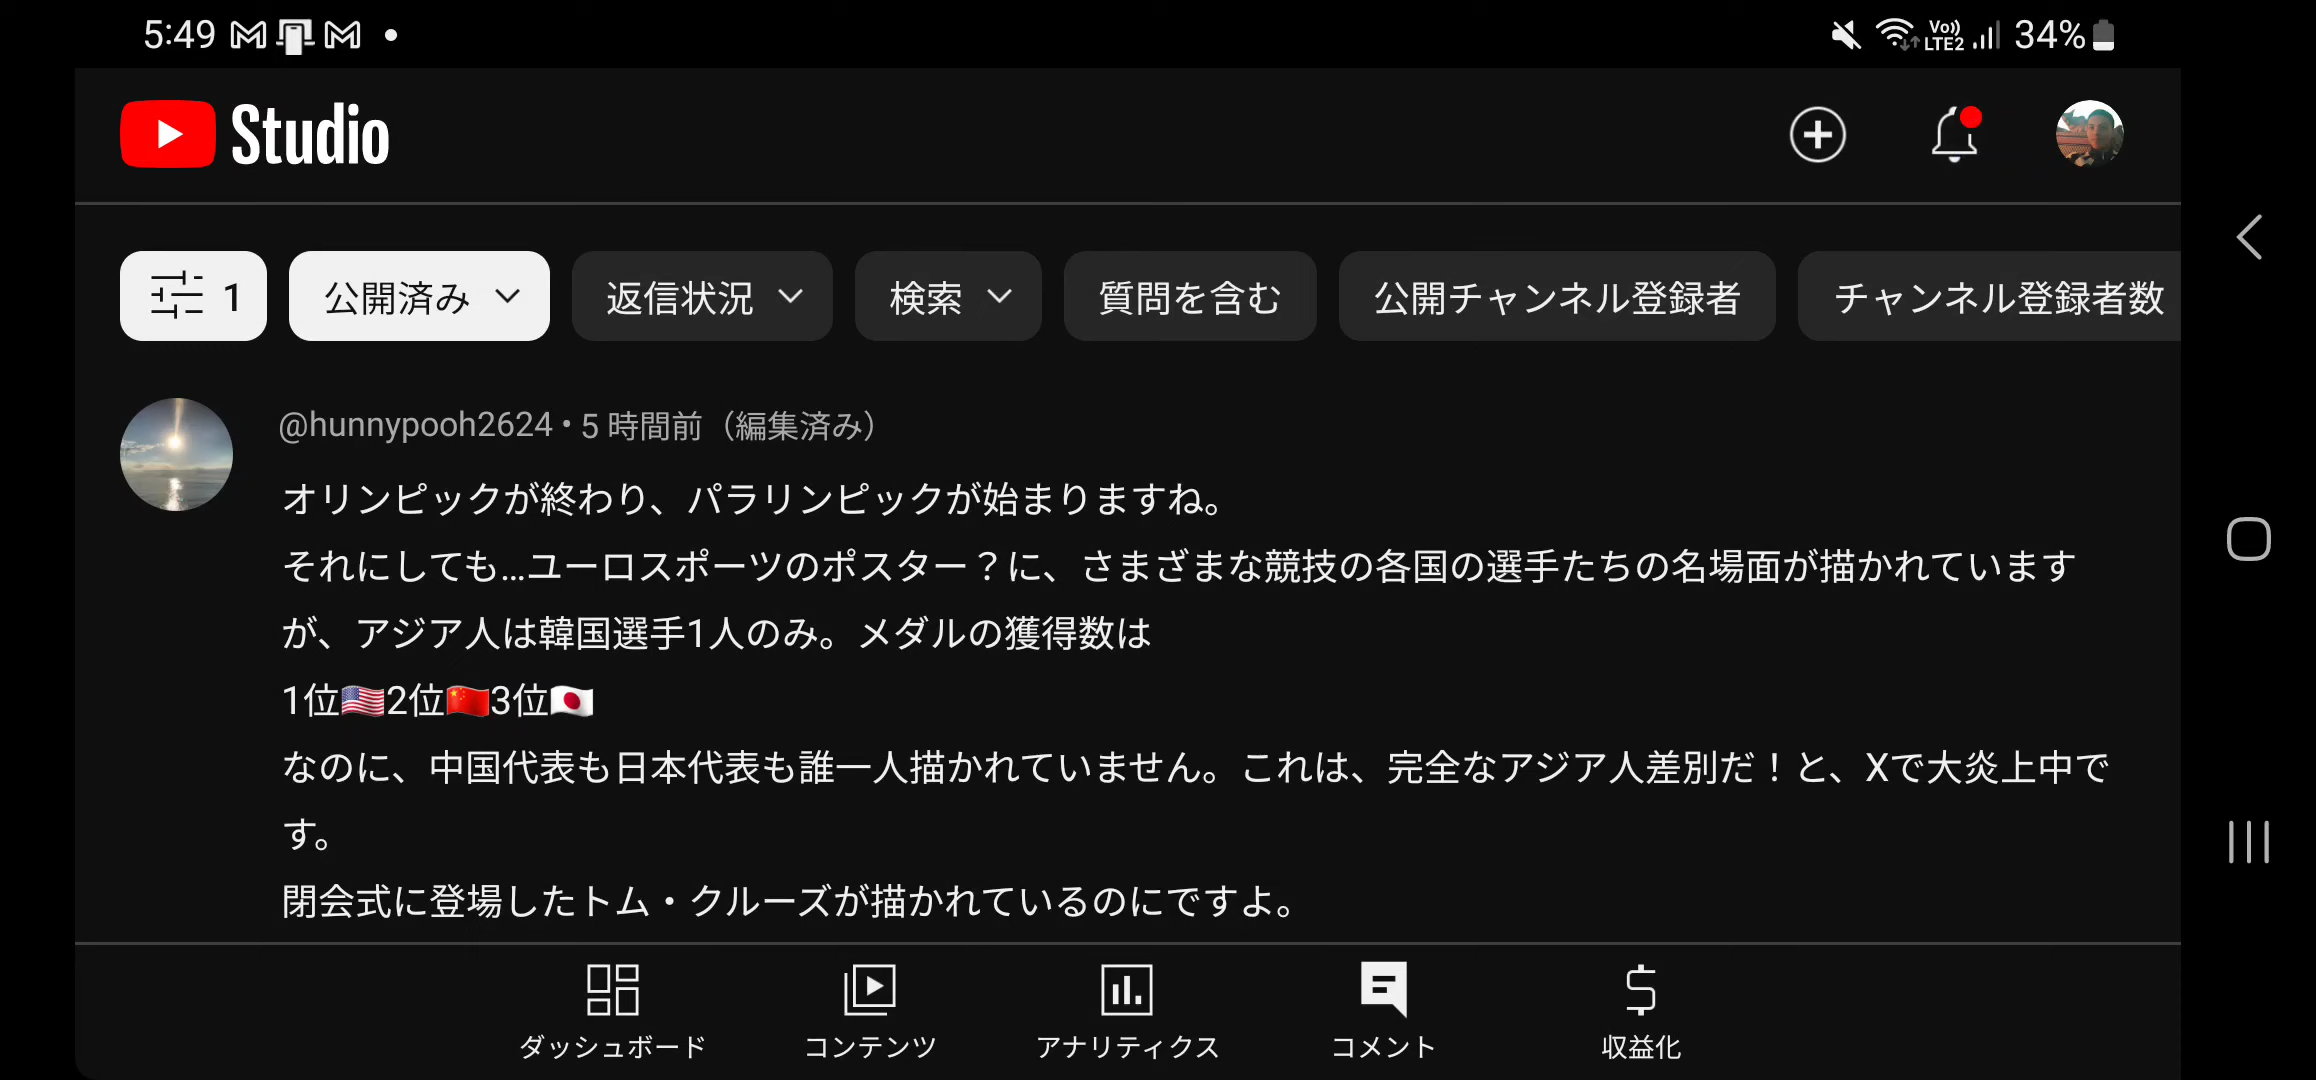 5:49
Vo)) LTE2 34%
Studio
1 公開済み 返信状況 検索 質問を含む 公開チャンネル登録者 チャンネル登録者数
@hunnypooh2624 • 5 時間前（編集済み）
オリンピックが終わり、パラリンピックが始まりますね。
それにしても...ユーロスポーツのポスター？に、さまざまな競技の各国の選手たちの名場面が描かれています
が、アジア人は韓国選手1人のみ。メダルの獲得数は
1位🇺🇸2位🇨🇳3位🇯🇵
なのに、中国代表も日本代表も誰一人描かれていません。これは、完全なアジア人差別だ！と、Xで大炎上中で
す。
閉会式に登場したトム・クルーズが描かれているのにですよ。
ダッシュボード コンテンツ アナリティクス コメント 収益化